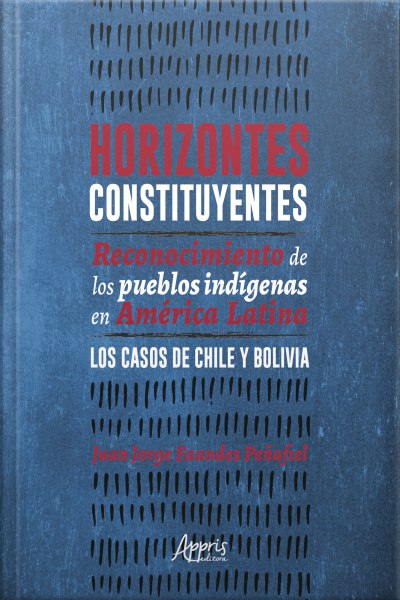 HORIZONTES
CONSTITUYENTES
Reconocimiento de
los pueblos indígenas
en América Latina
LOS CASOS DE CHILE Y BOLIVIA
Juan Jorge Faundes Peñafiel
Appris
editora